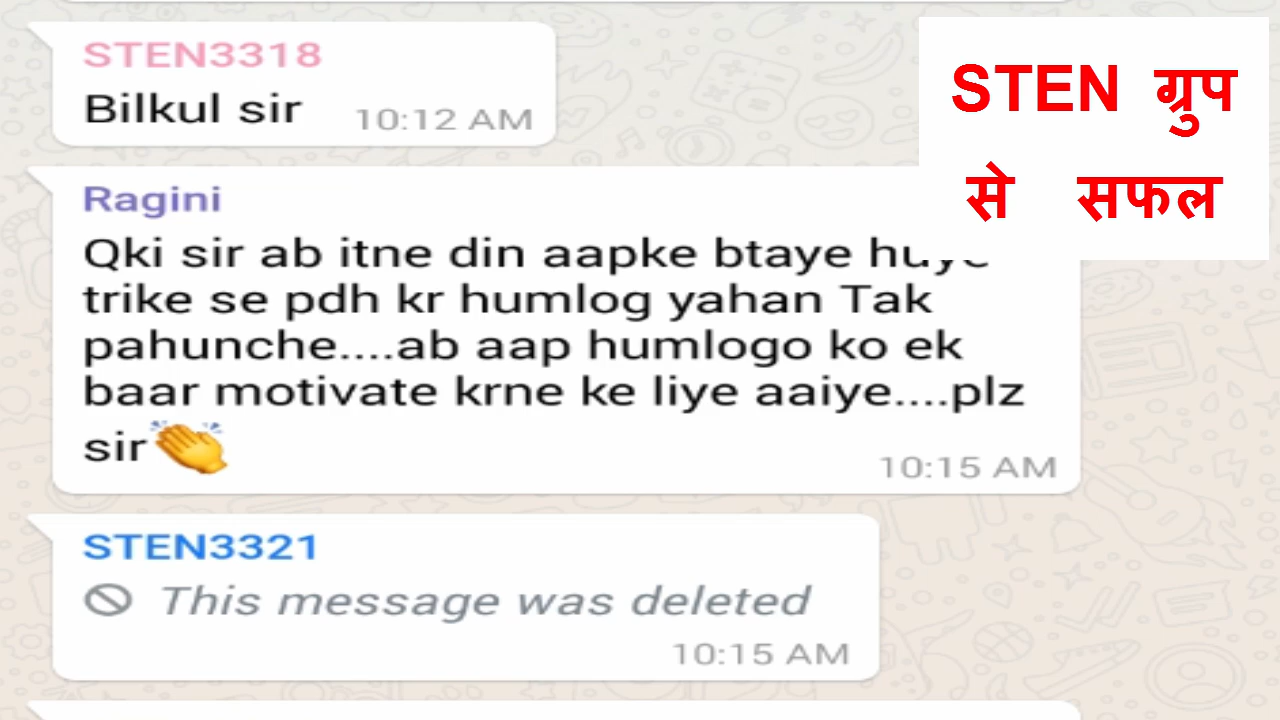 STEN3318
Bilkul sir
10:12 AM
STEN ग्रुप
से सफल
Ragini
Qki sir ab itne din aapke btaye huye
trike se pdh kr humlog yahan Tak
pahunche....ab aap humlogo ko ek
baar motivate krne ke liye aaiye....plz
sir👏
10:15 AM
STEN3321
This message was deleted
10:15 AM